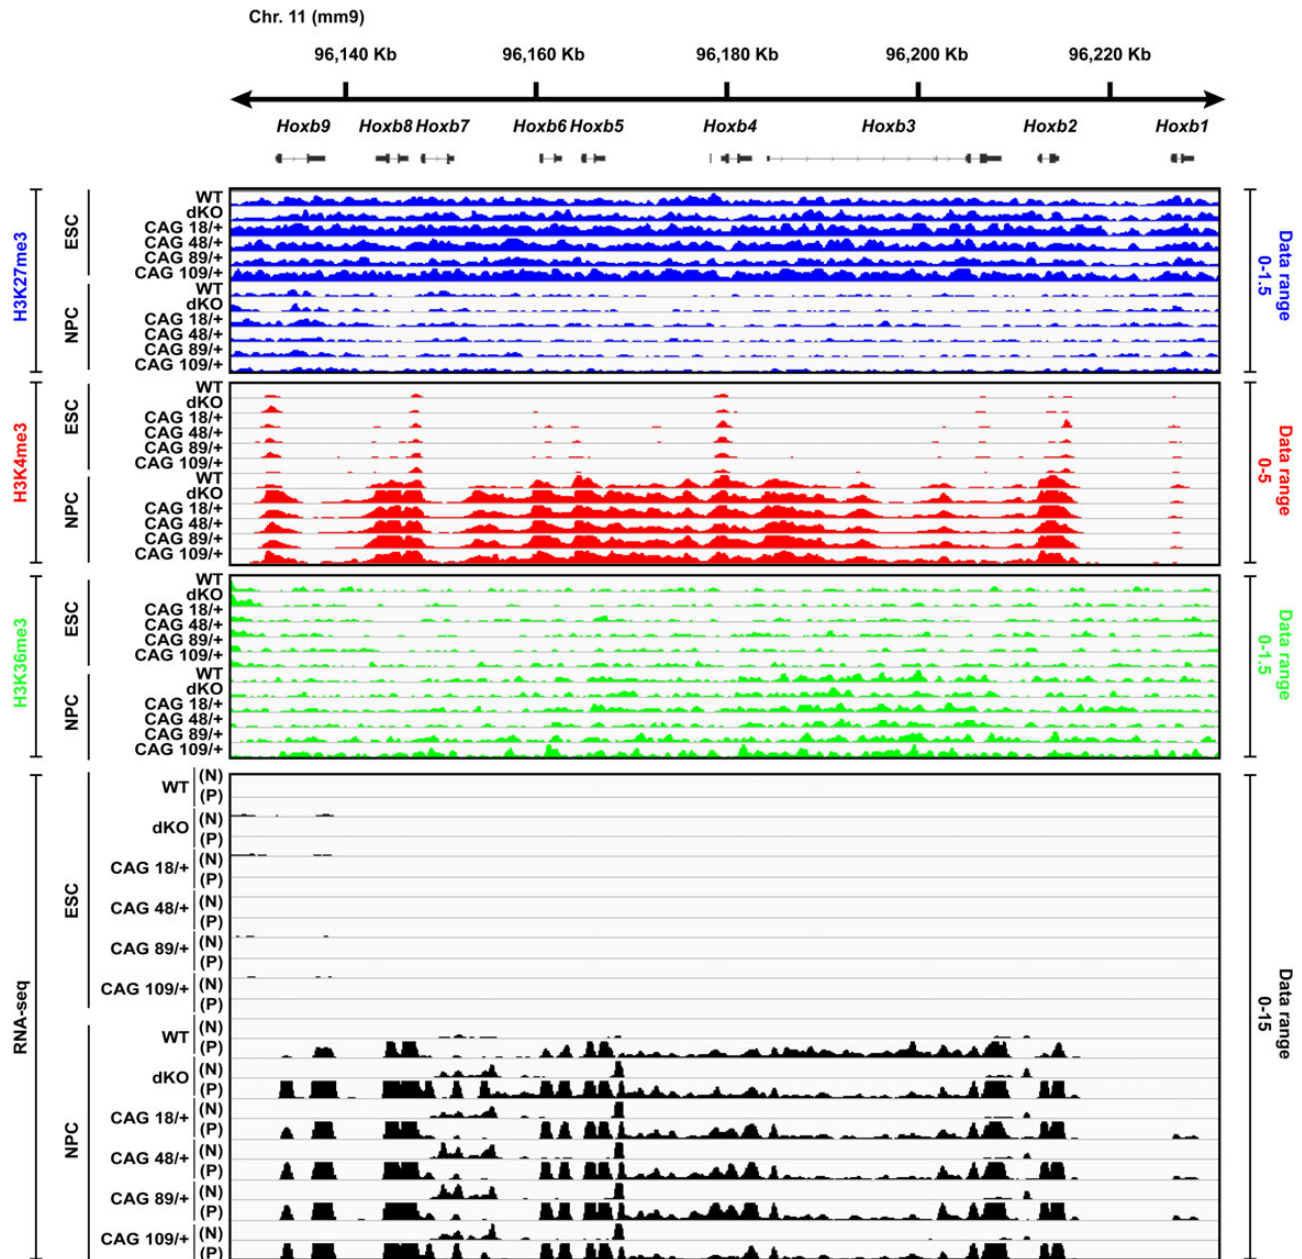 Chr. 11 (mm9)
96,140 Kb 96,160 Kb 96,180 Kb 96,200 Kb 96,220 Kb
Hoxb9 Hoxb8 Hoxb7 Hoxb6 Hoxb5 Hoxb4 Hoxb3 Hoxb2 Hoxb1
H3K27me3
ESC
WT
dKO
CAG 18/+
CAG 48/+
CAG 89/+
CAG 109/+
NPC
WT
dKO
CAG 18/+
CAG 48/+
CAG 89/+
CAG 109/+
Data range
0-1.5
H3K4me3
ESC
WT
dKO
CAG 18/+
CAG 48/+
CAG 89/+
CAG 109/+
NPC
WT
dKO
CAG 18/+
CAG 48/+
CAG 89/+
CAG 109/+
Data range
0-5
H3K36me3
ESC
WT
dKO
CAG 18/+
CAG 48/+
CAG 89/+
CAG 109/+
NPC
WT
dKO
CAG 18/+
CAG 48/+
CAG 89/+
CAG 109/+
Data range
0-1.5
RNA-seq
ESC
WT (N)
(P)
dKO (N)
(P)
CAG 18/+ (N)
(P)
CAG 48/+ (N)
(P)
CAG 89/+ (N)
(P)
CAG 109/+ (N)
(P)
NPC
WT (N)
(P)
dKO (N)
(P)
CAG 18/+ (N)
(P)
CAG 48/+ (N)
(P)
CAG 89/+ (N)
(P)
CAG 109/+ (N)
(P)
Data range
0-15